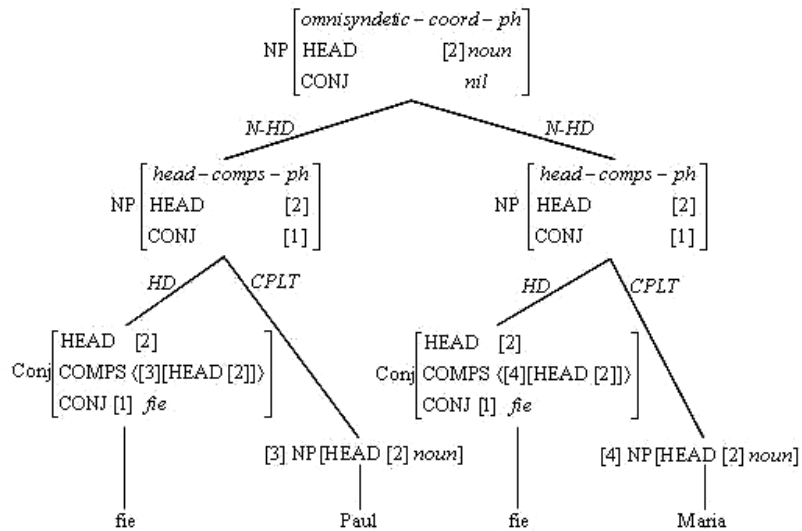 omnisyndetic – coord – ph
NP HEAD [2] noun
CONJ nil
N-HD N-HD
head – comps – ph head – comps – ph
NP HEAD [2] NP HEAD [2]
CONJ [1] CONJ [1]
HD CPLT HD CPLT
HEAD [2] HEAD [2]
Conj COMPS ⟨[3][HEAD [2]]⟩ Conj COMPS ⟨[4][HEAD [2]]⟩
CONJ [1] fie CONJ [1] fie
[3] NP [HEAD [2] noun] [4] NP [HEAD [2] noun]
fie Paul fie Maria